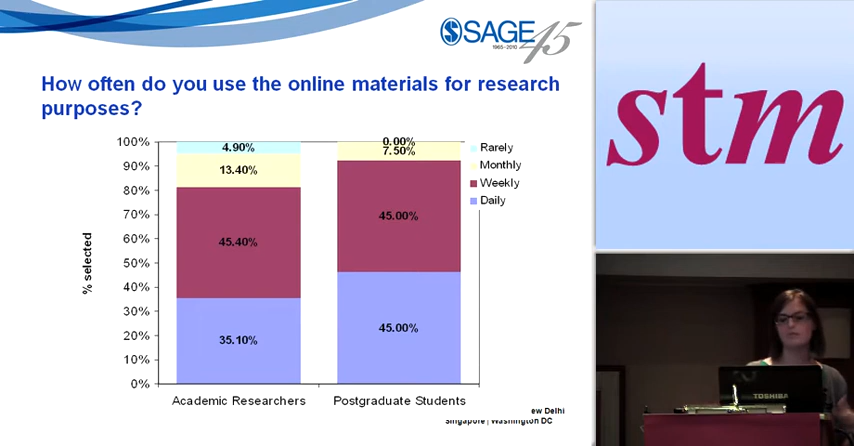 SAGE 45
1965-2010
stm
How often do you use the online materials for research
purposes?
100%
90%
80%
70%
60%
50%
40%
30%
20%
10%
0%
% selected
4.90%
13.40%
45.40%
35.10%
0.00%
7.50%
45.00%
45.00%
Rarely
Monthly
Weekly
Daily
Academic Researchers
Postgraduate Students
ew Delhi
Singapore | Washington DC
TOSHIBA